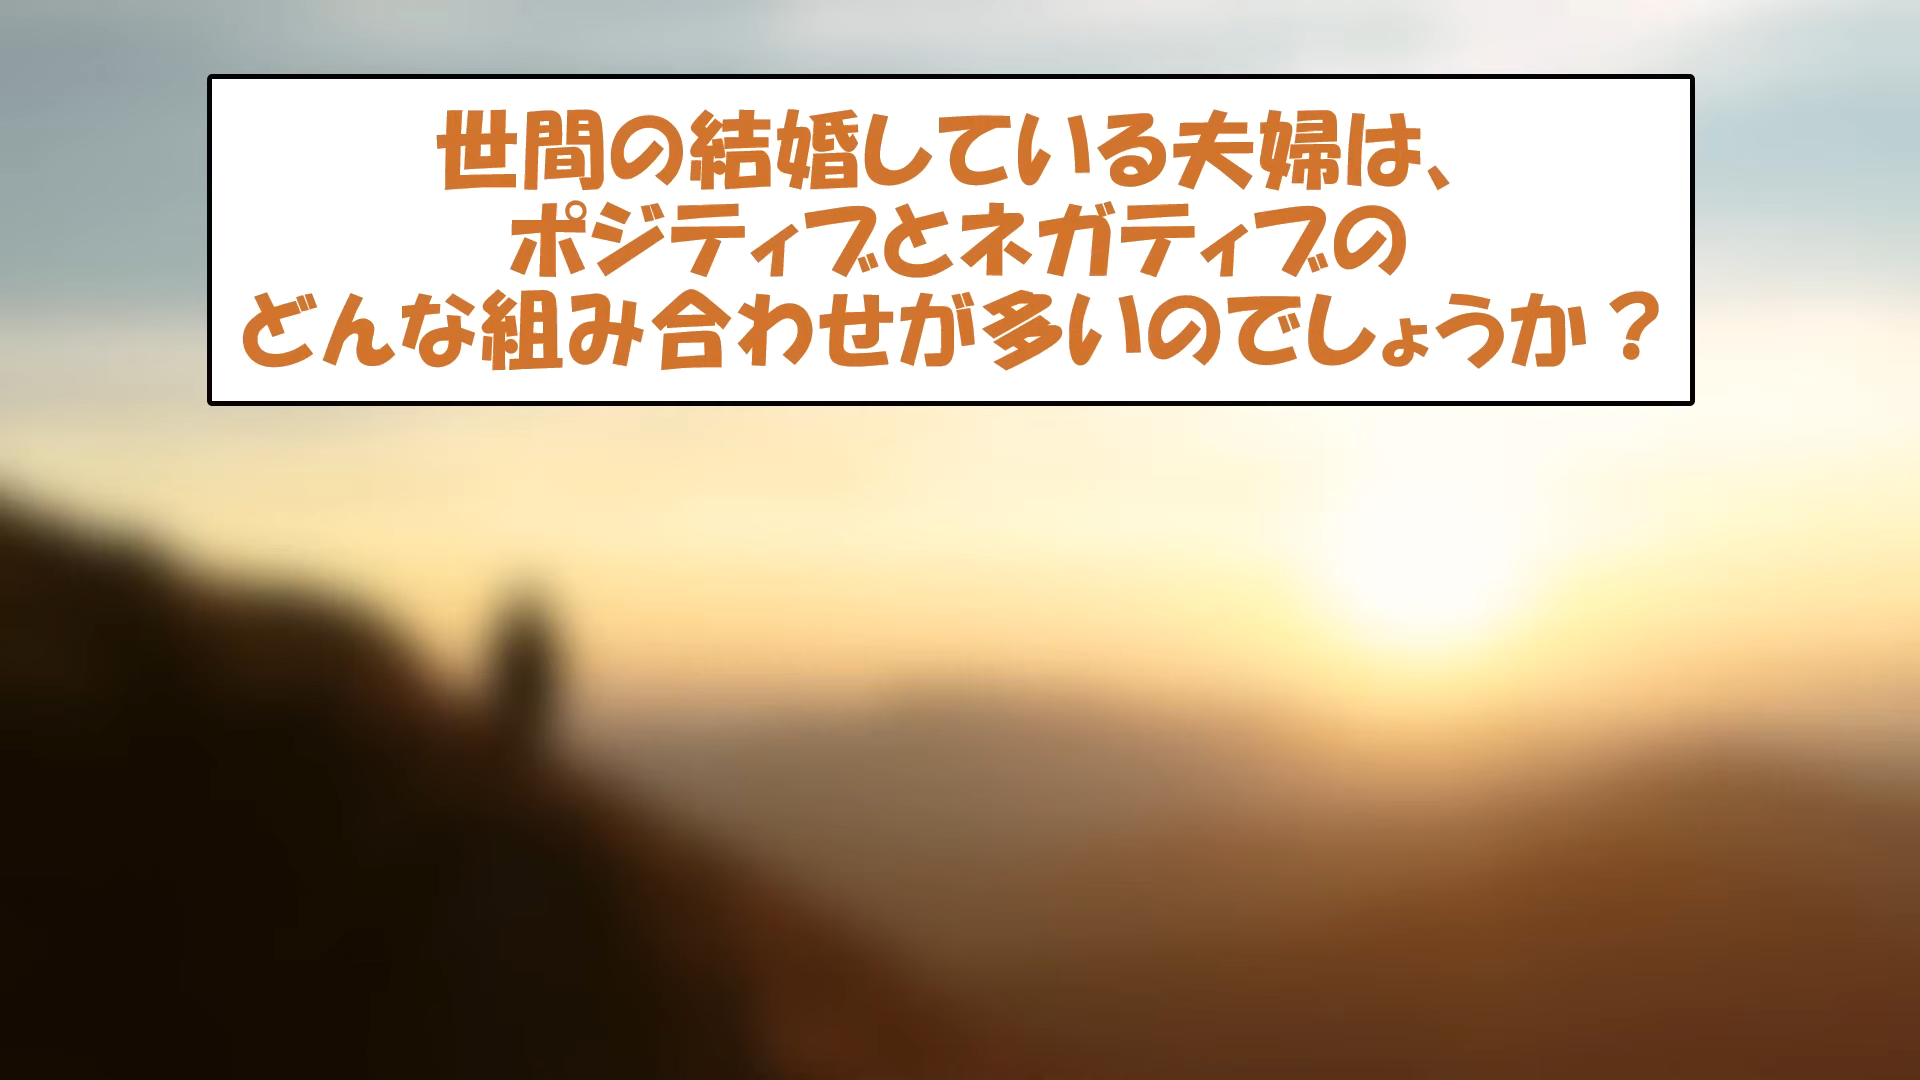 世間の結婚している夫婦は、
ポジティブとネガティブの
どんな組み合わせが多いのでしょうか？